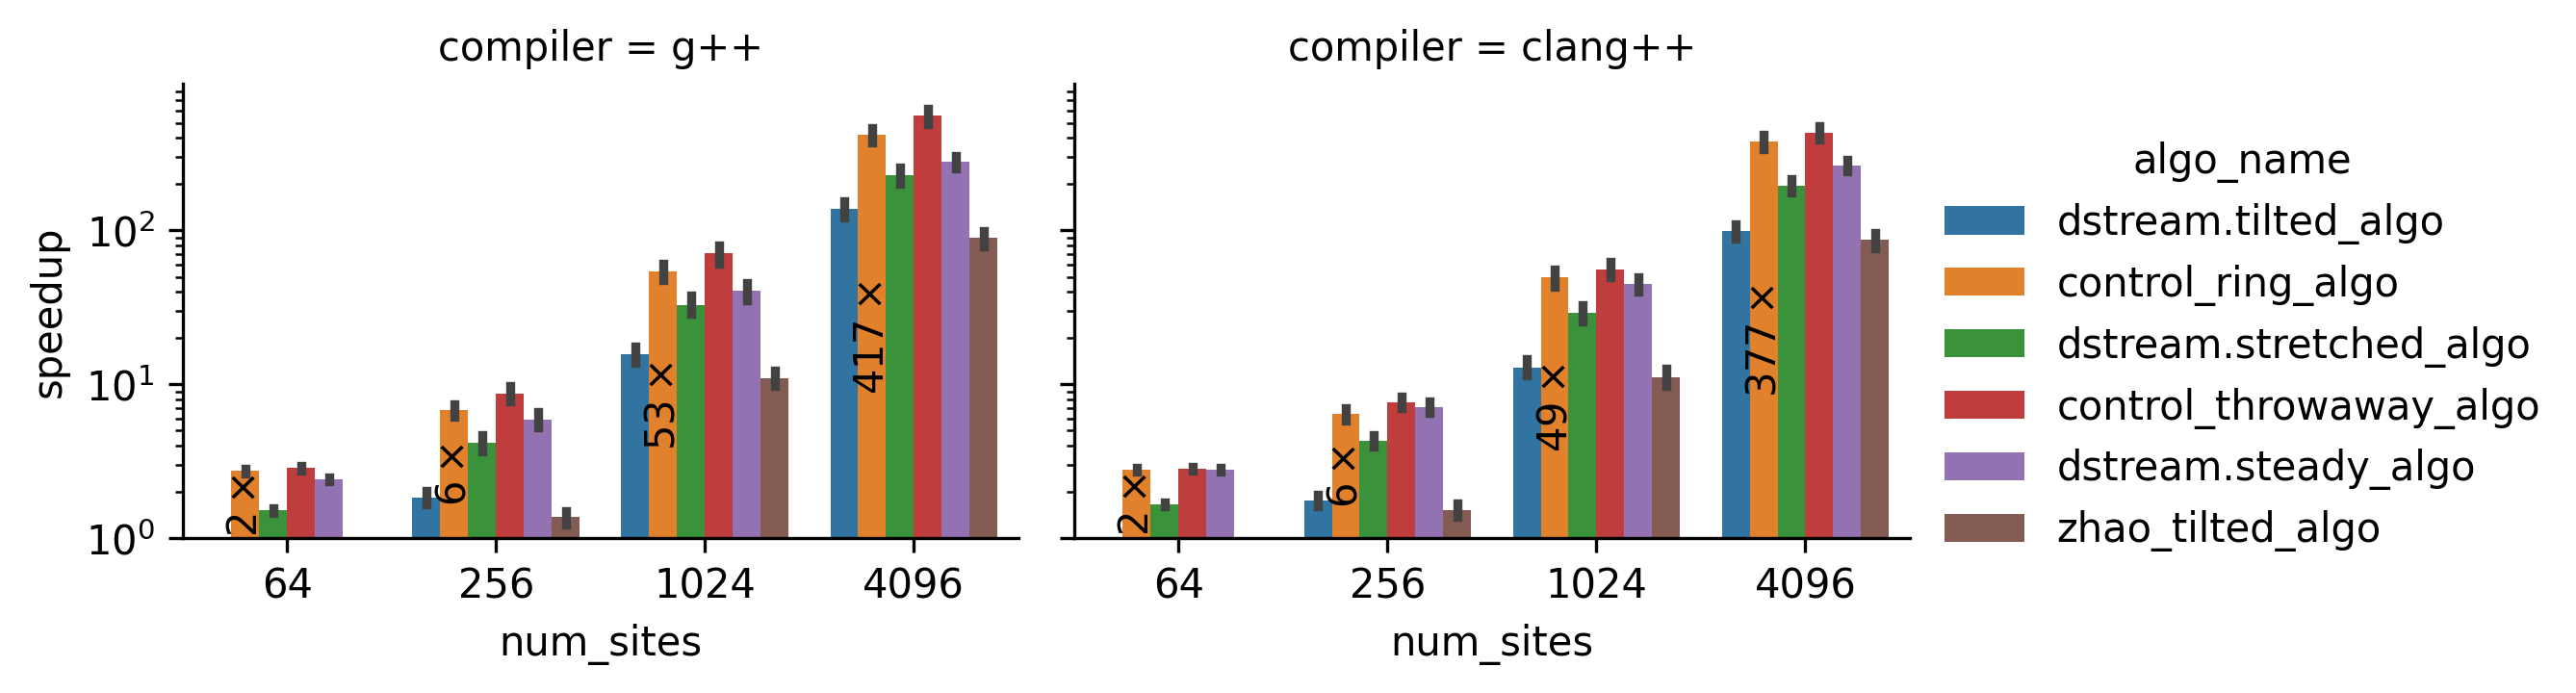 compiler = g++
compiler = clang++
speedup
10²
10¹
10⁰
2×
6×
53×
417×
2×
6×
49×
377×
64
256
1024
4096
64
256
1024
4096
num_sites
num_sites
algo_name
dstream.tilted_algo
control_ring_algo
dstream.stretched_algo
control_throwaway_algo
dstream.steady_algo
zhao_tilted_algo